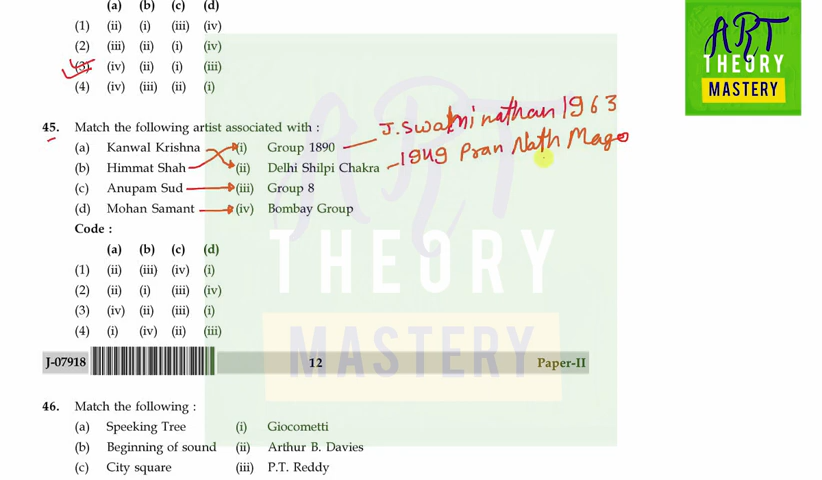 (a) (b) (c) (d)
(1) (ii) (i) (iii) (iv)
(2) (iii) (ii) (i) (iv)
(3) (iv) (ii) (i) (iii)
(4) (iv) (iii) (ii) (i)
ART
THEORY
MASTERY
45. Match the following artist associated with :
(a) Kanwal Krishna (i) Group 1890 J. Swaminathan 1963
(b) Himmat Shah (ii) Delhi Shilpi Chakra 1949 Pran Nath Mago
(c) Anupam Sud (iii) Group 8
(d) Mohan Samant (iv) Bombay Group
Code :
(a) (b) (c) (d)
(1) (ii) (iii) (iv) (i)
(2) (ii) (i) (iii) (iv)
(3) (iv) (ii) (iii) (i)
(4) (i) (iv) (ii) (iii)
ART
THEORY
MASTERY
J-07918 12 Paper-II
46. Match the following :
(a) Speeking Tree (i) Giocometti
(b) Beginning of sound (ii) Arthur B. Davies
(c) City square (iii) P.T. Reddy